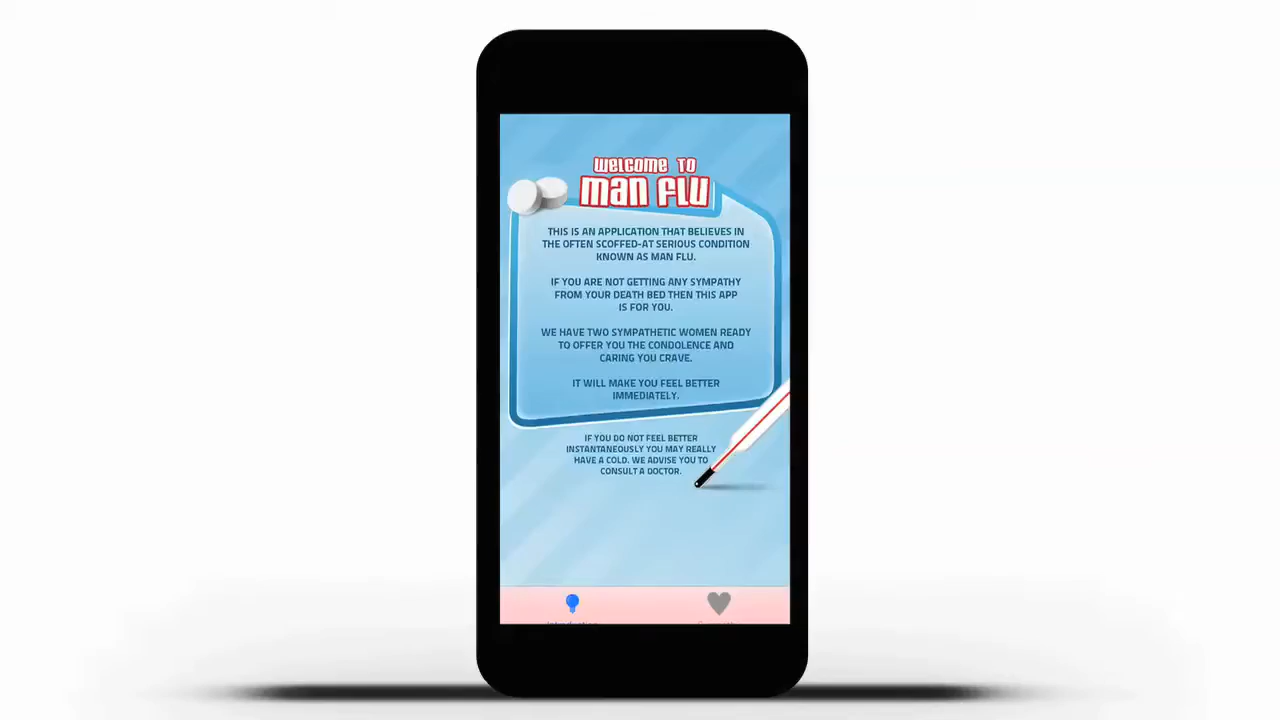 WELCOME TO
MAN FLU
THIS IS AN APPLICATION THAT BELIEVES IN
THE OFTEN SCOFFED-AT SERIOUS CONDITION
KNOWN AS MAN FLU.
IF YOU ARE NOT GETTING ANY SYMPATHY
FROM YOUR DEATH BED THEN THIS APP
IS FOR YOU.
WE HAVE TWO SYMPATHETIC WOMEN READY
TO OFFER YOU THE CONDOLENCE AND
CARING YOU CRAVE.
IT WILL MAKE YOU FEEL BETTER
IMMEDIATELY.
IF YOU DO NOT FEEL BETTER
INSTANTANEOUSLY YOU MAY REALLY
HAVE A COLD. WE ADVISE YOU TO
CONSULT A DOCTOR.